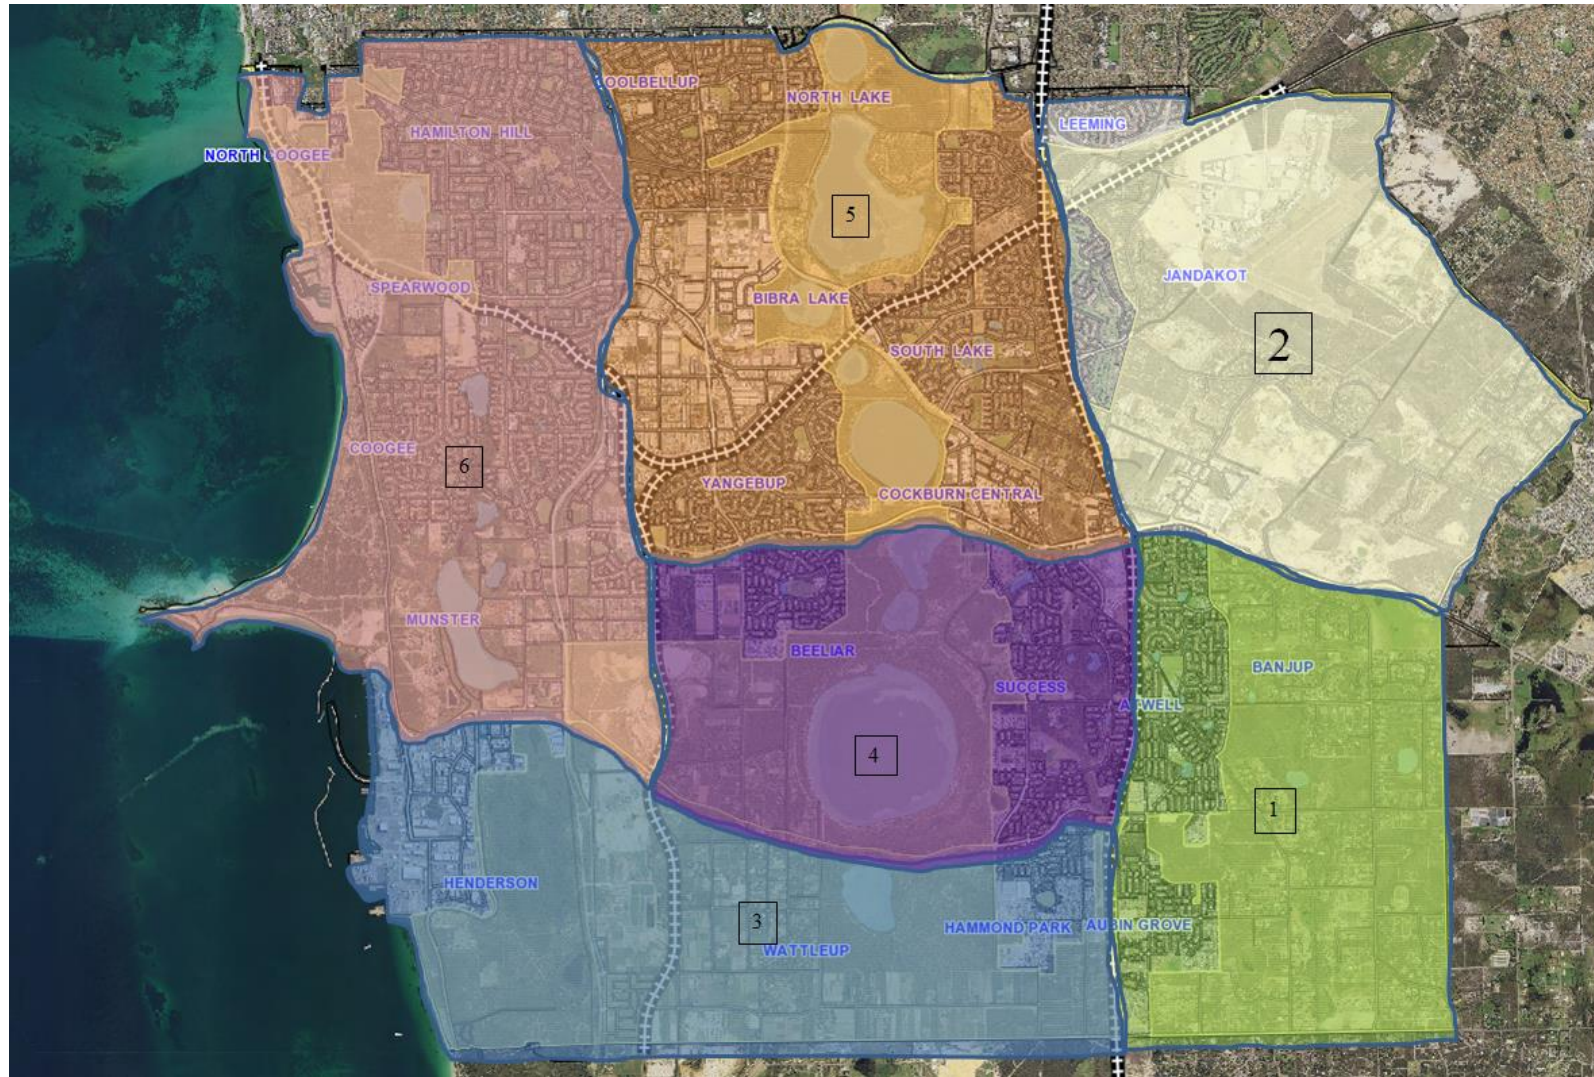 OOLBELLUP
NORTH LAKE
LEEMING
HAMILTON HILL
NORTH COOGEE
5
JANDAKOT
SPEARWOOD
BIBRA LAKE
2
SOUTH LAKE
COOGEE
6
YANGEBUP
COCKBURN CENTRAL
MUNSTER
BEELIAR
BANJUP
SUCCESS
ATWELL
4
1
HENDERSON
3
HAMMOND PARK
AUBIN GROVE
WATTLEUP